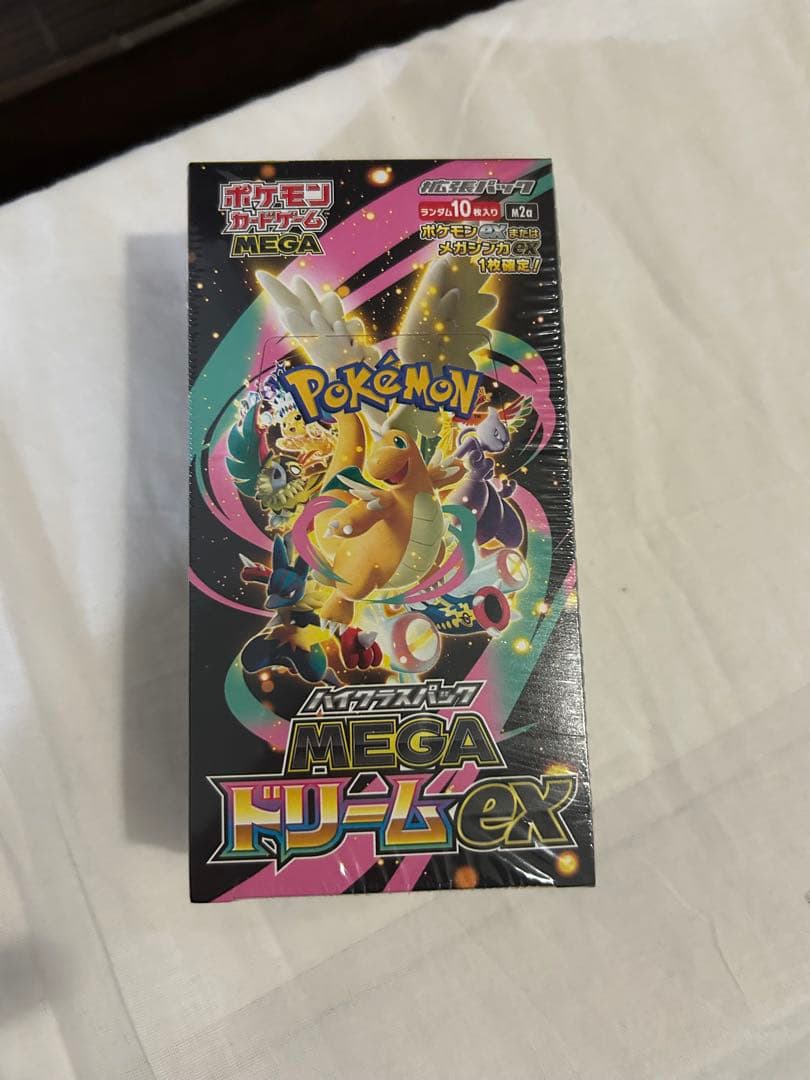 ポケモン
カードゲーム
MEGA
拡張パック
ランダム10枚入り
M2a
ポケモンexまたは
メガシンカex
1枚確定!
POKéMON
ハイクラスパック
MEGA
ドリームex